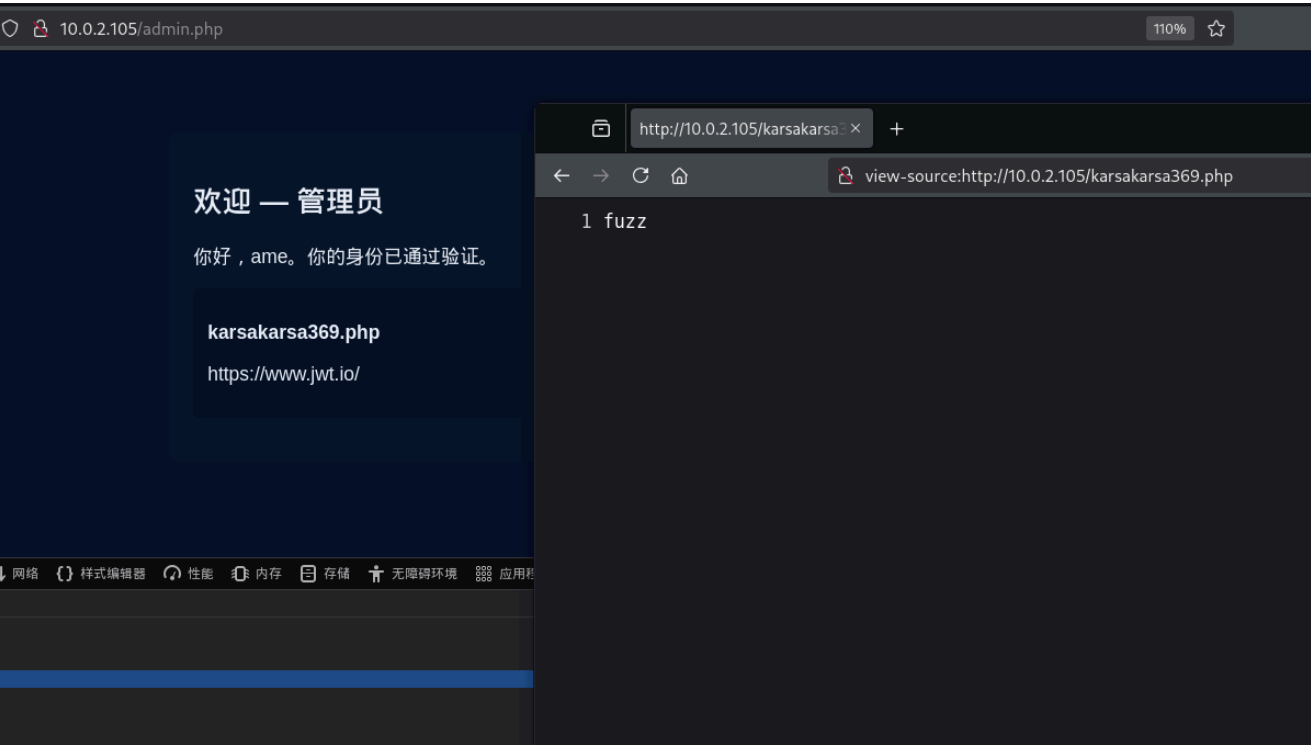 10.0.2.105/admin.php
110%
http://10.0.2.105/karsakarsa3
view-source:http://10.0.2.105/karsakarsa369.php
1 fuzz
欢迎 — 管理员
你好，ame。你的身份已通过验证。
karsakarsa369.php
https://www.jwt.io/
网络 {} 样式编辑器 性能 内存 存储 无障碍环境 应用程